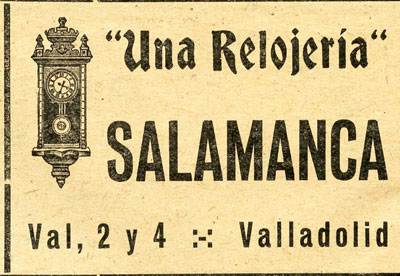 "Una Relojería"
SALAMANCA
Val, 2 y 4 :-: Valladolid